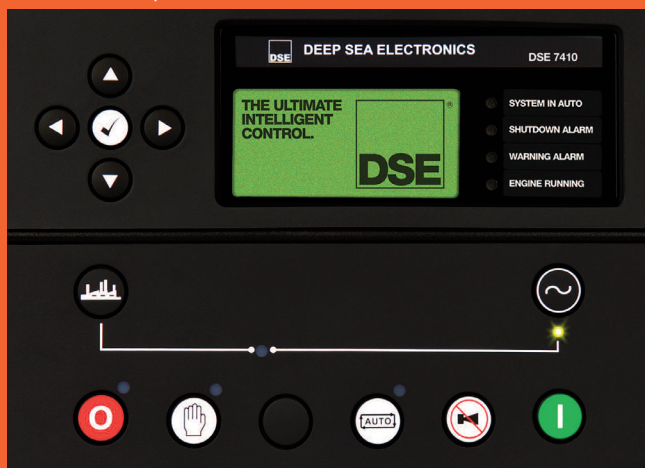 DSE DEEP SEA ELECTRONICS DSE 7410
THE ULTIMATE
INTELLIGENT
CONTROL.
DSE ®
SYSTEM IN AUTO
SHUTDOWN ALARM
WARNING ALARM
ENGINE RUNNING
O
AUTO
I